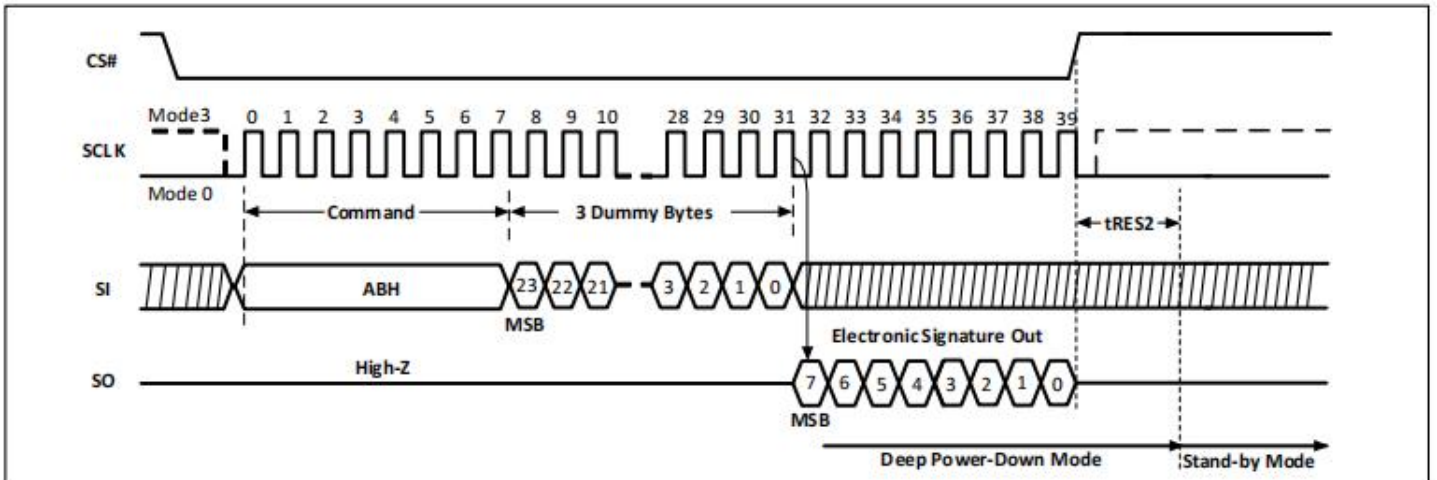 CS#
Mode3 0 1 2 3 4 5 6 7 8 9 10 28 29 30 31 32 33 34 35 36 37 38 39
SCLK
Mode 0
Command 3 Dummy Bytes tRES2
SI ABH 23 22 21 3 2 1 0
MSB
Electronic Signature Out
High-Z
SO 7 6 5 4 3 2 1 0
MSB
Deep Power-Down Mode Stand-by Mode